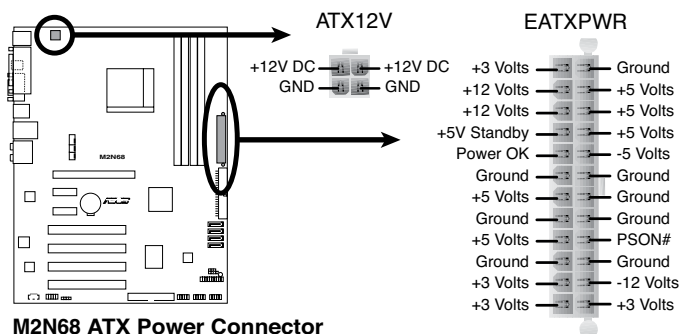 ATX12V
EATXPWR
+12V DC +12V DC
GND GND
+3 Volts Ground
+12 Volts +5 Volts
+12 Volts +5 Volts
+5V Standby +5 Volts
Power OK -5 Volts
Ground Ground
+5 Volts Ground
Ground Ground
+5 Volts PSON#
Ground Ground
+3 Volts -12 Volts
+3 Volts +3 Volts
M2N68
ASUS
M2N68 ATX Power Connector